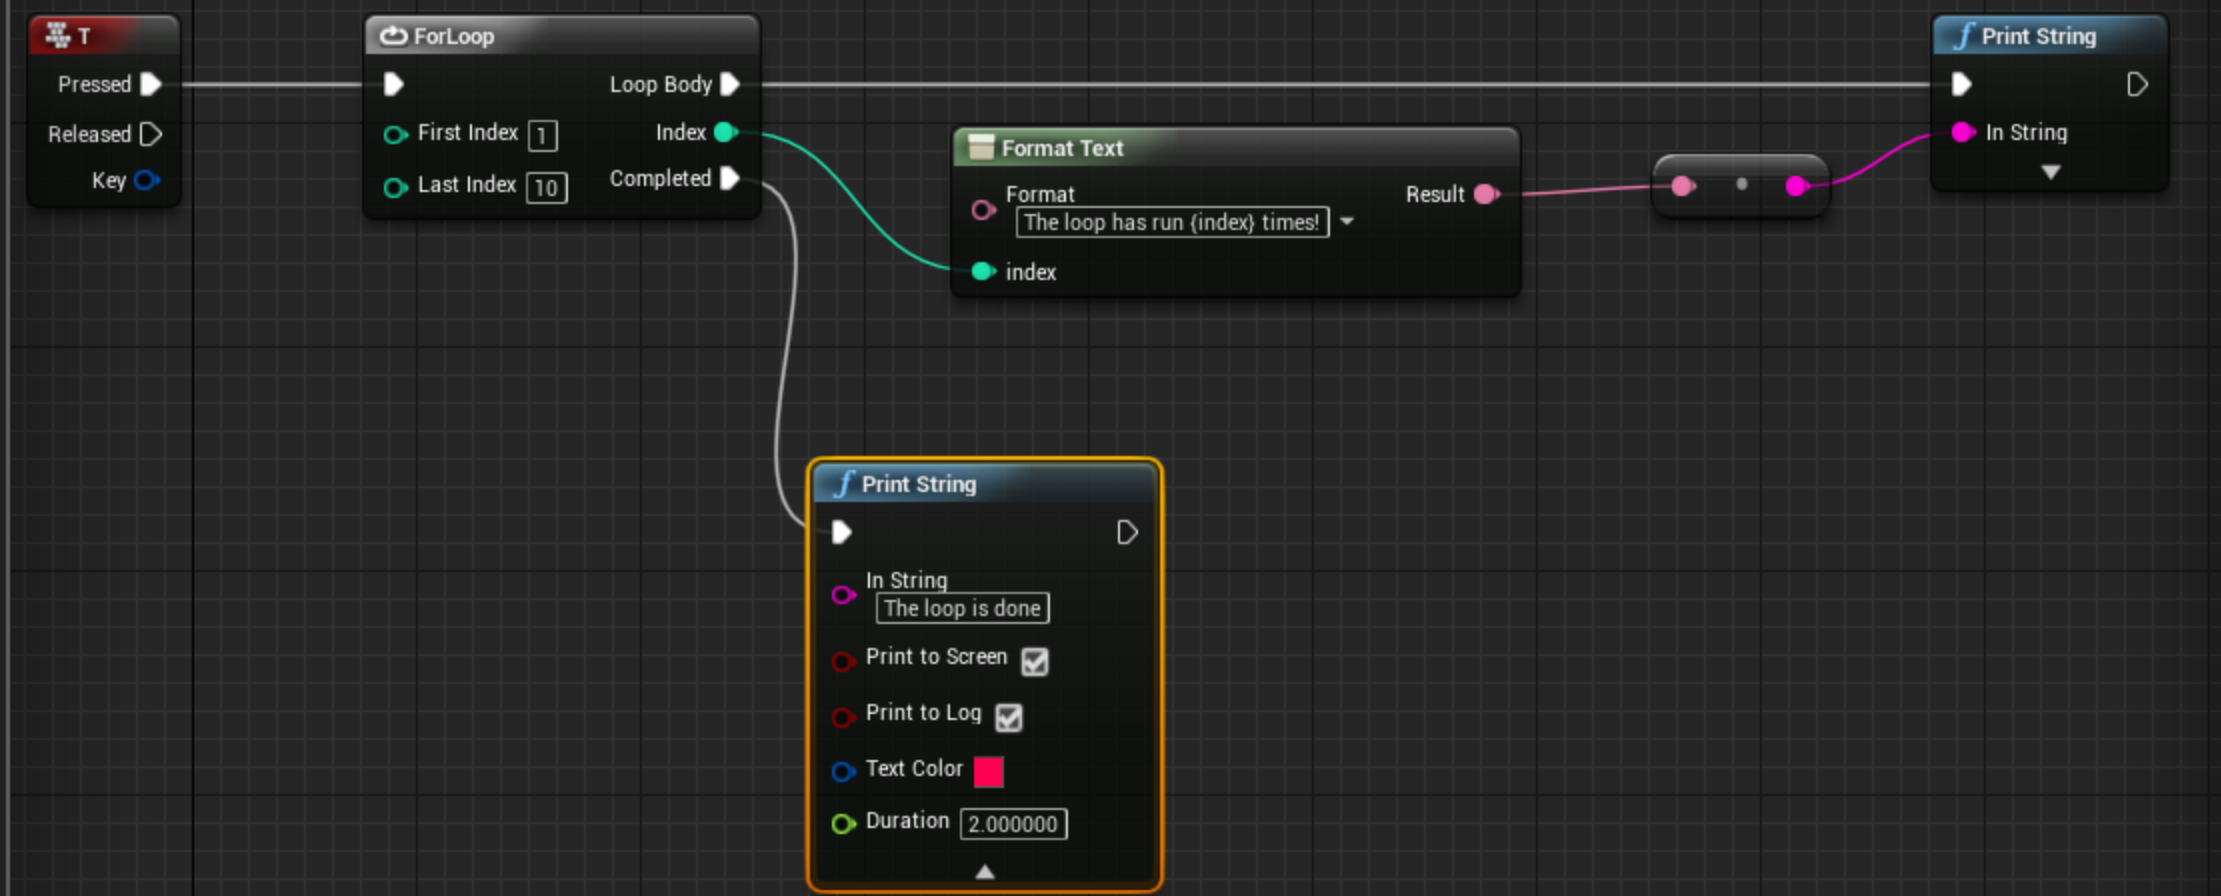 T
Pressed
Released
Key
ForLoop
Loop Body
First Index 1
Index
Last Index 10
Completed
Format Text
Format
The loop has run {index} times!
Result
index
f Print String
In String
f Print String
In String
The loop is done
Print to Screen
Print to Log
Text Color
Duration 2.000000